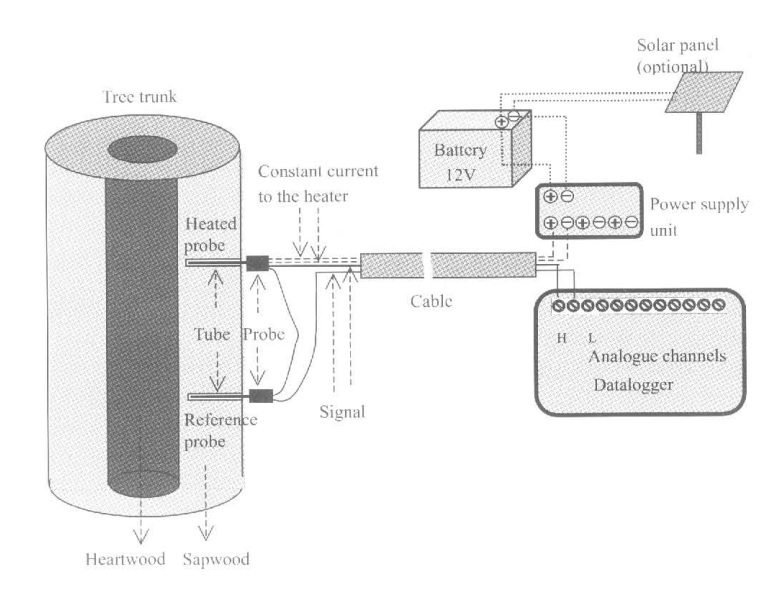 Solar panel
(optional)
Tree trunk
Battery
12V
Constant current
to the heater
Heated
probe
Power supply
unit
Cable
Tube
Probe
H L
Analogue channels
Datalogger
Signal
Reference
probe
Heartwood
Sapwood